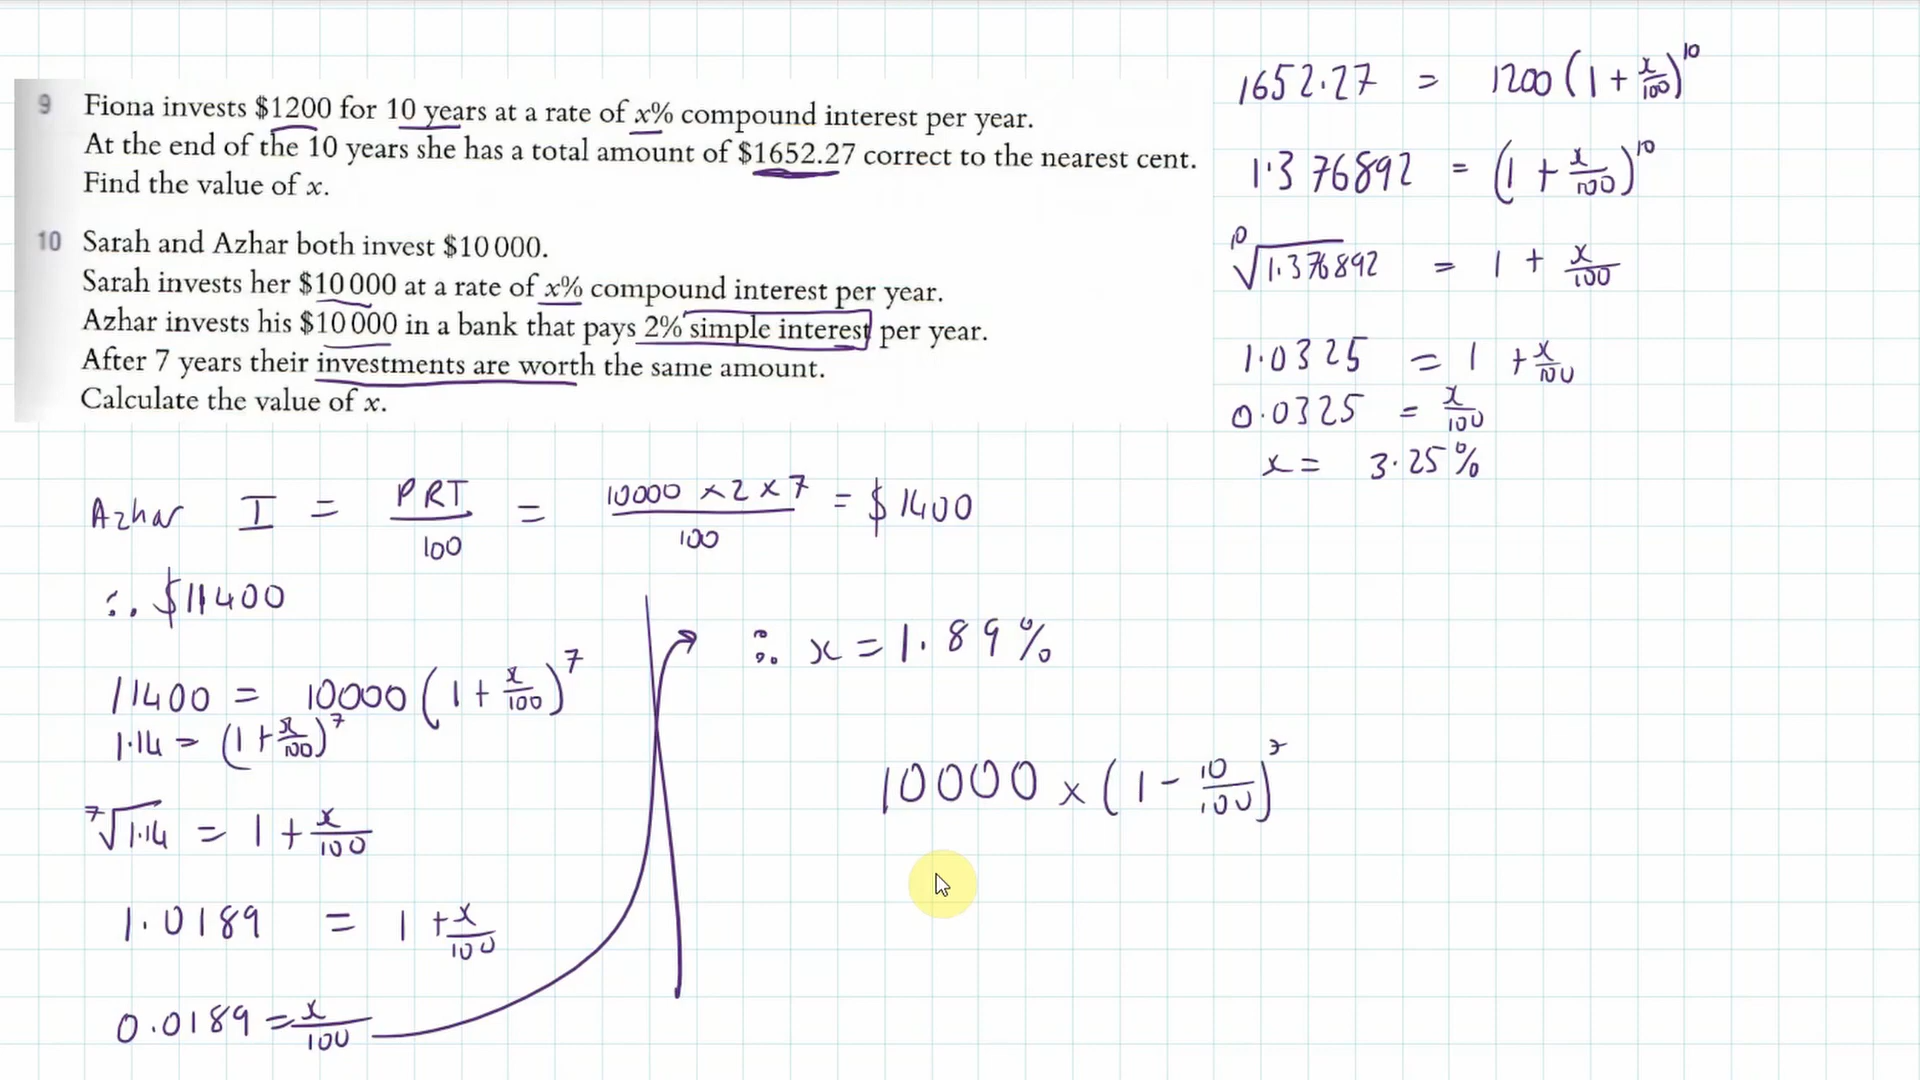 9 Fiona invests $1200 for 10 years at a rate of x% compound interest per year.
At the end of the 10 years she has a total amount of $1652.27 correct to the nearest cent.
Find the value of x.
10 Sarah and Azhar both invest $10 000.
Sarah invests her $10 000 at a rate of x% compound interest per year.
Azhar invests his $10 000 in a bank that pays 2% simple interest per year.
After 7 years their investments are worth the same amount.
Calculate the value of x.
1652.27 = 1200 (1 + x/100)^10
1.376892 = (1 + x/100)^10
10√1.376892 = 1 + x/100
1.0325 = 1 + x/100
0.0325 = x/100
x = 3.25%
Azhar I = PRT/100 = 10000 × 2 × 7/100 = $1400
∴ $11400
11400 = 10000 (1 + x/100)^7
1.14 = (1 + x/100)^7
7√1.14 = 1 + x/100
1.0189 = 1 + x/100
0.0189 = x/100
∴ x = 1.89%
10000 × (1 - 10/100)^7